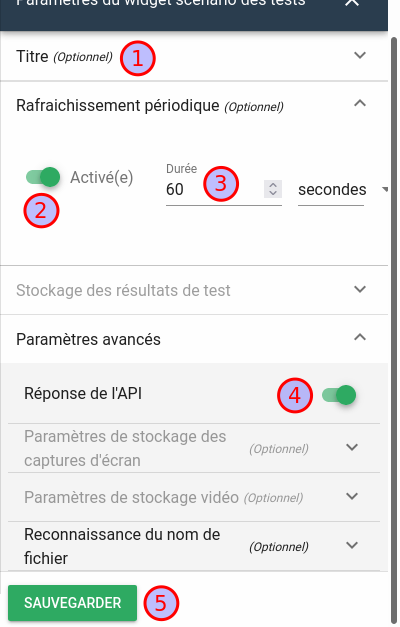 Paramètres du widget scénario des tests
Titre (Optionnel) 1
Rafraichissement périodique (Optionnel)
Durée
Activé(e) 60 3 secondes
2
Stockage des résultats de test
Paramètres avancés
Réponse de l'API 4
Paramètres de stockage des
captures d'écran (Optionnel)
Paramètres de stockage vidéo (Optionnel)
Reconnaissance du nom de
fichier (Optionnel)
SAUVEGARDER 5